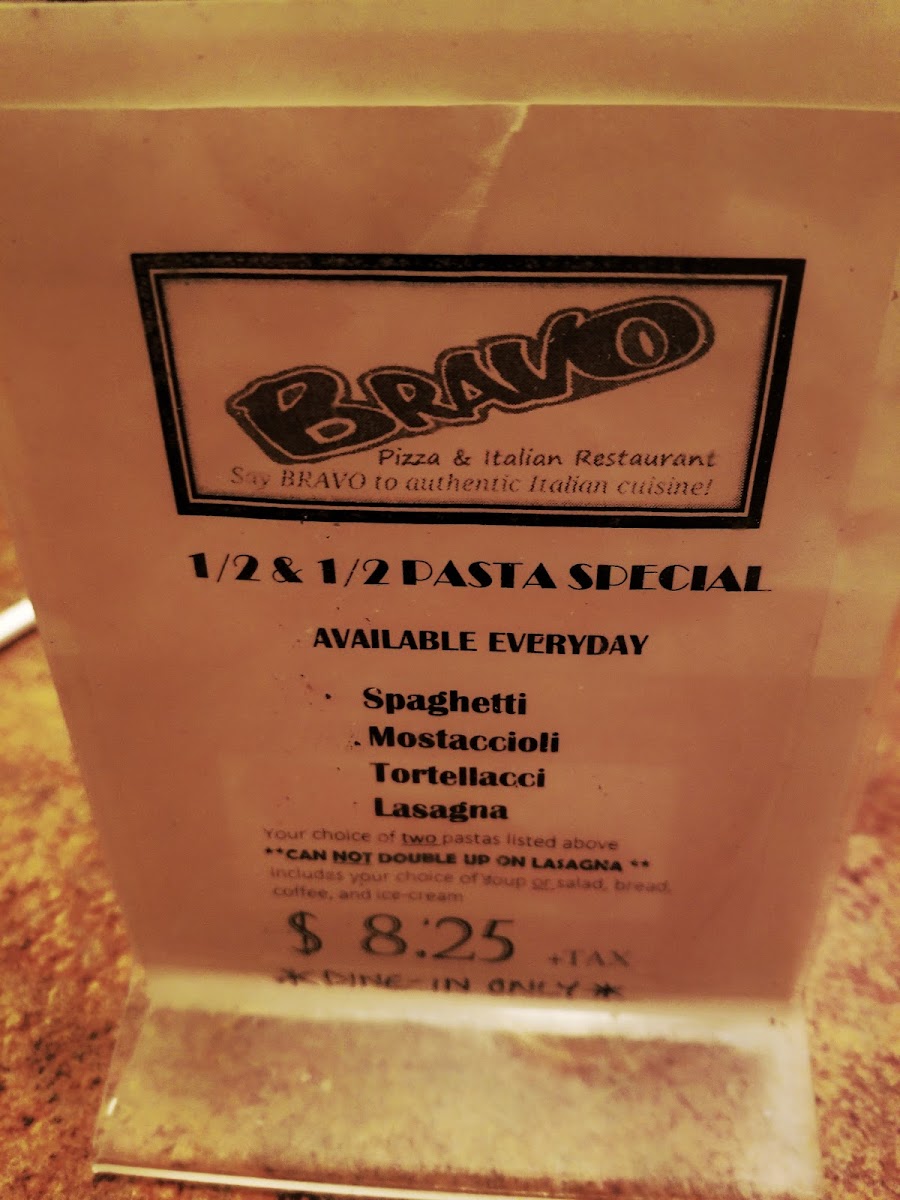 BRAVO
Pizza & Italian Restaurant
Say BRAVO to authentic Italian cuisine!
1/2 & 1/2 PASTA SPECIAL
AVAILABLE EVERYDAY
Spaghetti
Mostaccioli
Tortellacci
Lasagna
Your choice of two pastas listed above
**CAN NOT DOUBLE UP ON LASAGNA **
Includes your choice of soup or salad, bread,
coffee, and ice-cream
$ 8.25 +TAX
* DINE-IN ONLY *